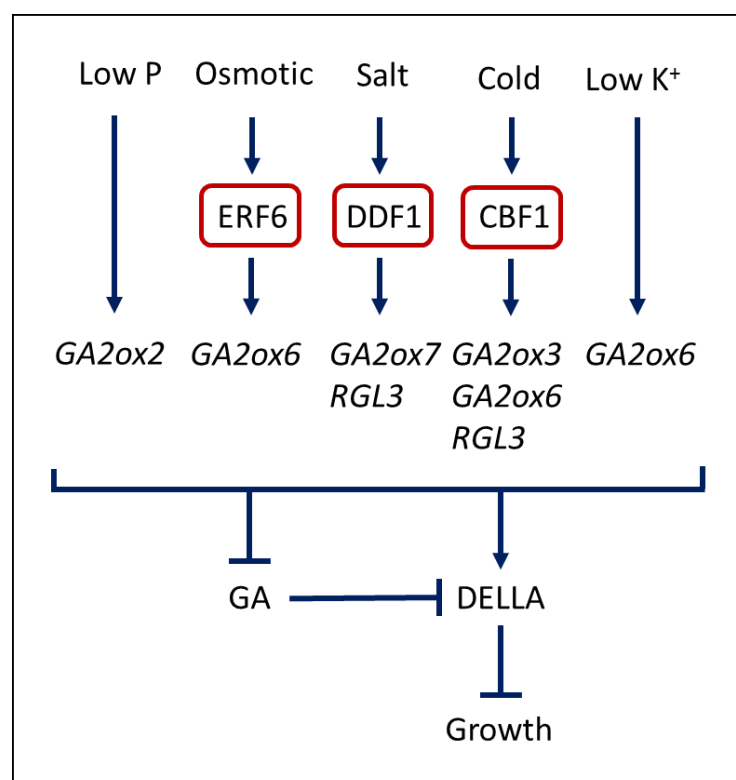 Low P Osmotic Salt Cold Low K⁺
ERF6 DDF1 CBF1
GA2ox2 GA2ox6 GA2ox7 GA2ox3 GA2ox6
RGL3 GA2ox6
RGL3
GA DELLA
Growth